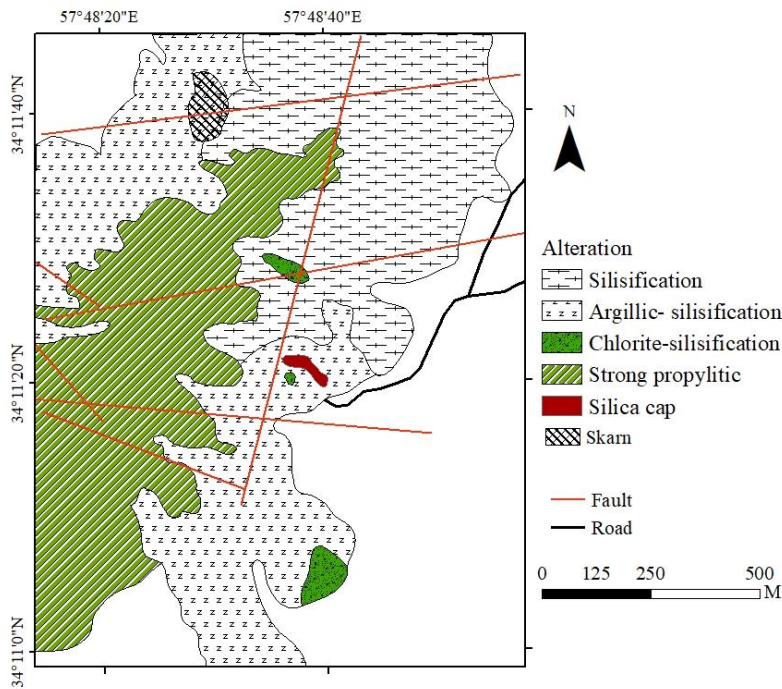 57°48'20"E
57°48'40"E
34°11'40"N
34°11'20"N
34°11'0"N
N
Alteration
Silisification
Argillic- silisification
Chlorite-silisification
Strong propylitic
Silica cap
Skarn
Fault
Road
0 125 250 500
M